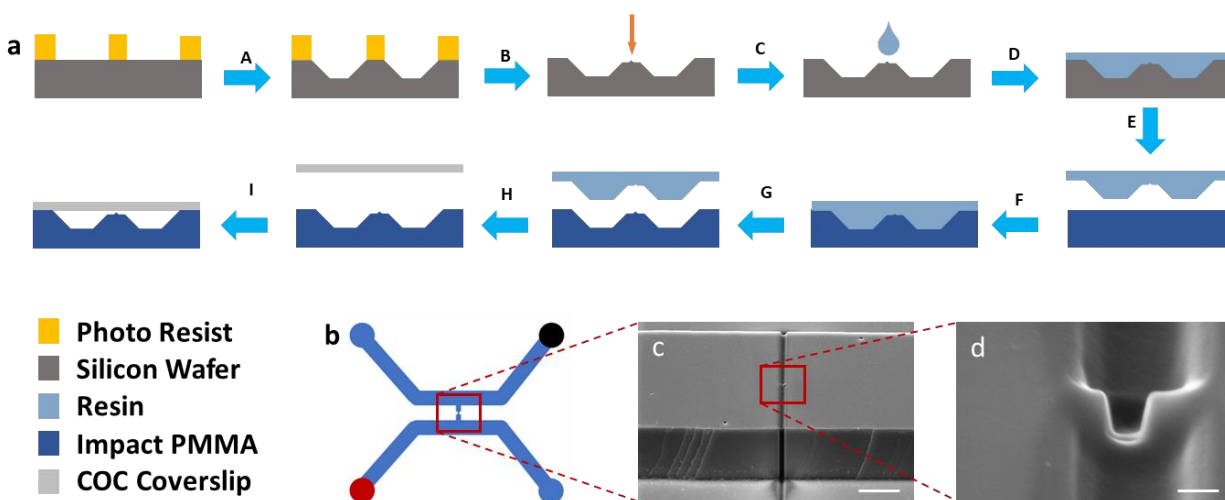 a
A
B
C
D
E
I
H
G
F
Photo Resist
Silicon Wafer
Resin
Impact PMMA
COC Coverslip
b
c
d